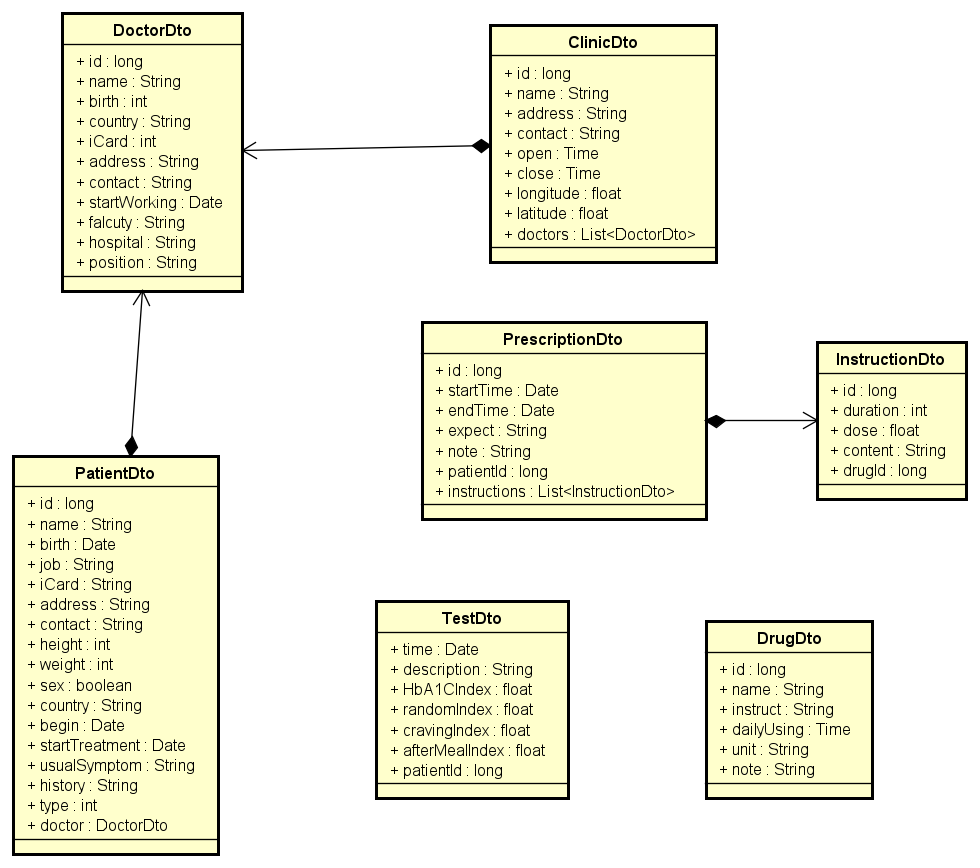 DoctorDto
+ id : long
+ name : String
+ birth : int
+ country : String
+ iCard : int
+ address : String
+ contact : String
+ startWorking : Date
+ falcuty : String
+ hospital : String
+ position : String
ClinicDto
+ id : long
+ name : String
+ address : String
+ contact : String
+ open : Time
+ close : Time
+ longitude : float
+ latitude : float
+ doctors : List<DoctorDto>
PrescriptionDto
+ id : long
+ startTime : Date
+ endTime : Date
+ expect : String
+ note : String
+ patientId : long
+ instructions : List<InstructionDto>
InstructionDto
+ id : long
+ duration : int
+ dose : float
+ content : String
+ drugId : long
PatientDto
+ id : long
+ name : String
+ birth : Date
+ job : String
+ iCard : String
+ address : String
+ contact : String
+ height : int
+ weight : int
+ sex : boolean
+ country : String
+ begin : Date
+ startTreatment : Date
+ usualSymptom : String
+ history : String
+ type : int
+ doctor : DoctorDto
TestDto
+ time : Date
+ description : String
+ HbA1CIndex : float
+ randomIndex : float
+ cravingIndex : float
+ afterMealIndex : float
+ patientId : long
DrugDto
+ id : long
+ name : String
+ instruct : String
+ dailyUsing : Time
+ unit : String
+ note : String